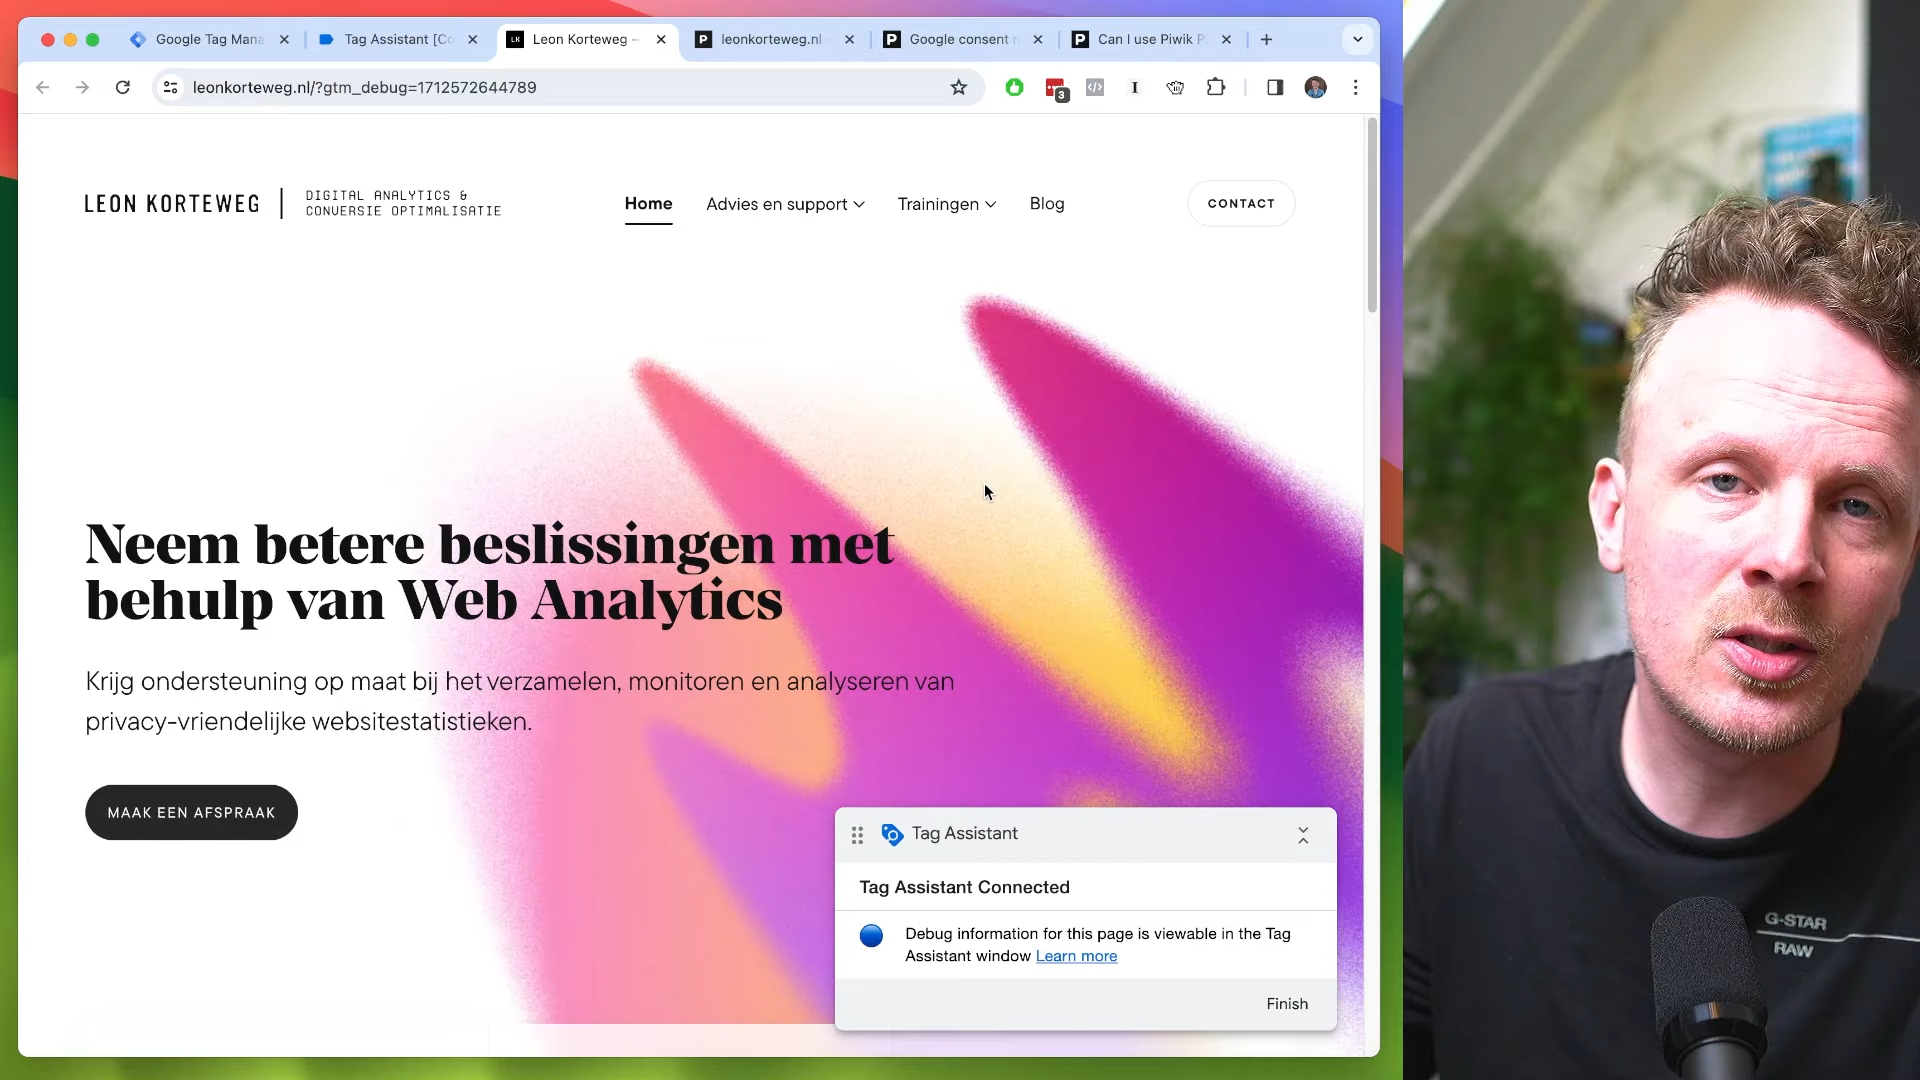 Google Tag Mana
Tag Assistant [Co
LK
Leon Korteweg –
leonkorteweg.nl -
Google consent m
Can I use Piwik P
leonkorteweg.nl/?gtm_debug=1712572644789
3
LEON KORTEWEG
DIGITAL ANALYTICS &
CONVERSIE OPTIMALISATIE
Home
Advies en support
Trainingen
Blog
CONTACT
Neem betere beslissingen met
behulp van Web Analytics
Krijg ondersteuning op maat bij het verzamelen, monitoren en analyseren van
privacy-vriendelijke websitestatistieken.
MAAK EEN AFSPRAAK
Tag Assistant
Tag Assistant Connected
Debug information for this page is viewable in the Tag
Assistant window Learn more
Finish
G-STAR
RAW